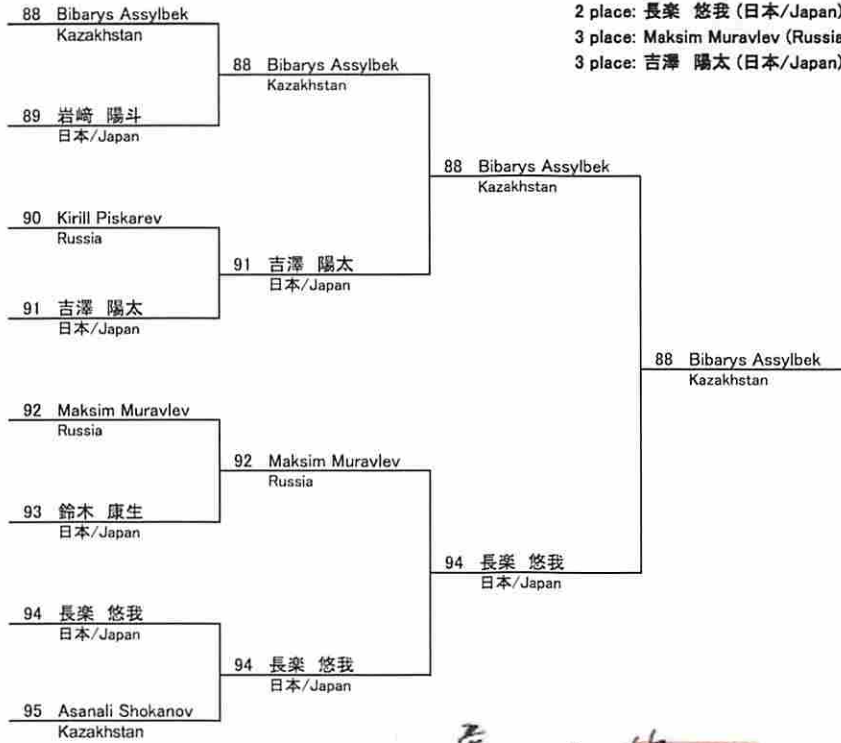 2 place: 長楽 悠我 (日本/Japan)
3 place: Maksim Muravlev (Russia
3 place: 吉澤 陽太 (日本/Japan)
88 Bibarys Assylbek
Kazakhstan
89 岩﨑 陽斗
日本/Japan
90 Kirill Piskarev
Russia
91 吉澤 陽太
日本/Japan
92 Maksim Muravlev
Russia
93 鈴木 康生
日本/Japan
94 長楽 悠我
日本/Japan
95 Asanali Shokanov
Kazakhstan
88 Bibarys Assylbek
Kazakhstan
91 吉澤 陽太
日本/Japan
92 Maksim Muravlev
Russia
94 長楽 悠我
日本/Japan
88 Bibarys Assylbek
Kazakhstan
94 長楽 悠我
日本/Japan
88 Bibarys Assylbek
Kazakhstan